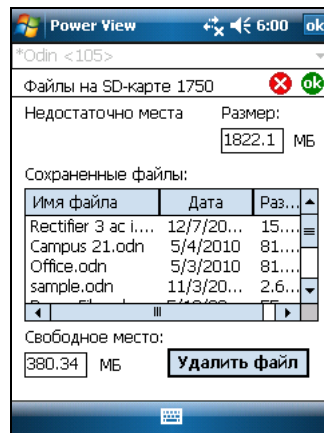 Power View 6:00 ok
*Odin <105>
Файлы на SD-карте 1750 ok
Недостаточно места Размер:
1822.1 МБ
Сохраненные файлы:
Имя файла Дата Раз...
Rectifier 3 ac i.... 12/7/20... 15....
Campus 21.odn 5/4/2010 81....
Office.odn 5/3/2010 81....
sample.odn 11/3/20... 2.6...
Свободное место:
380.34 МБ Удалить файл